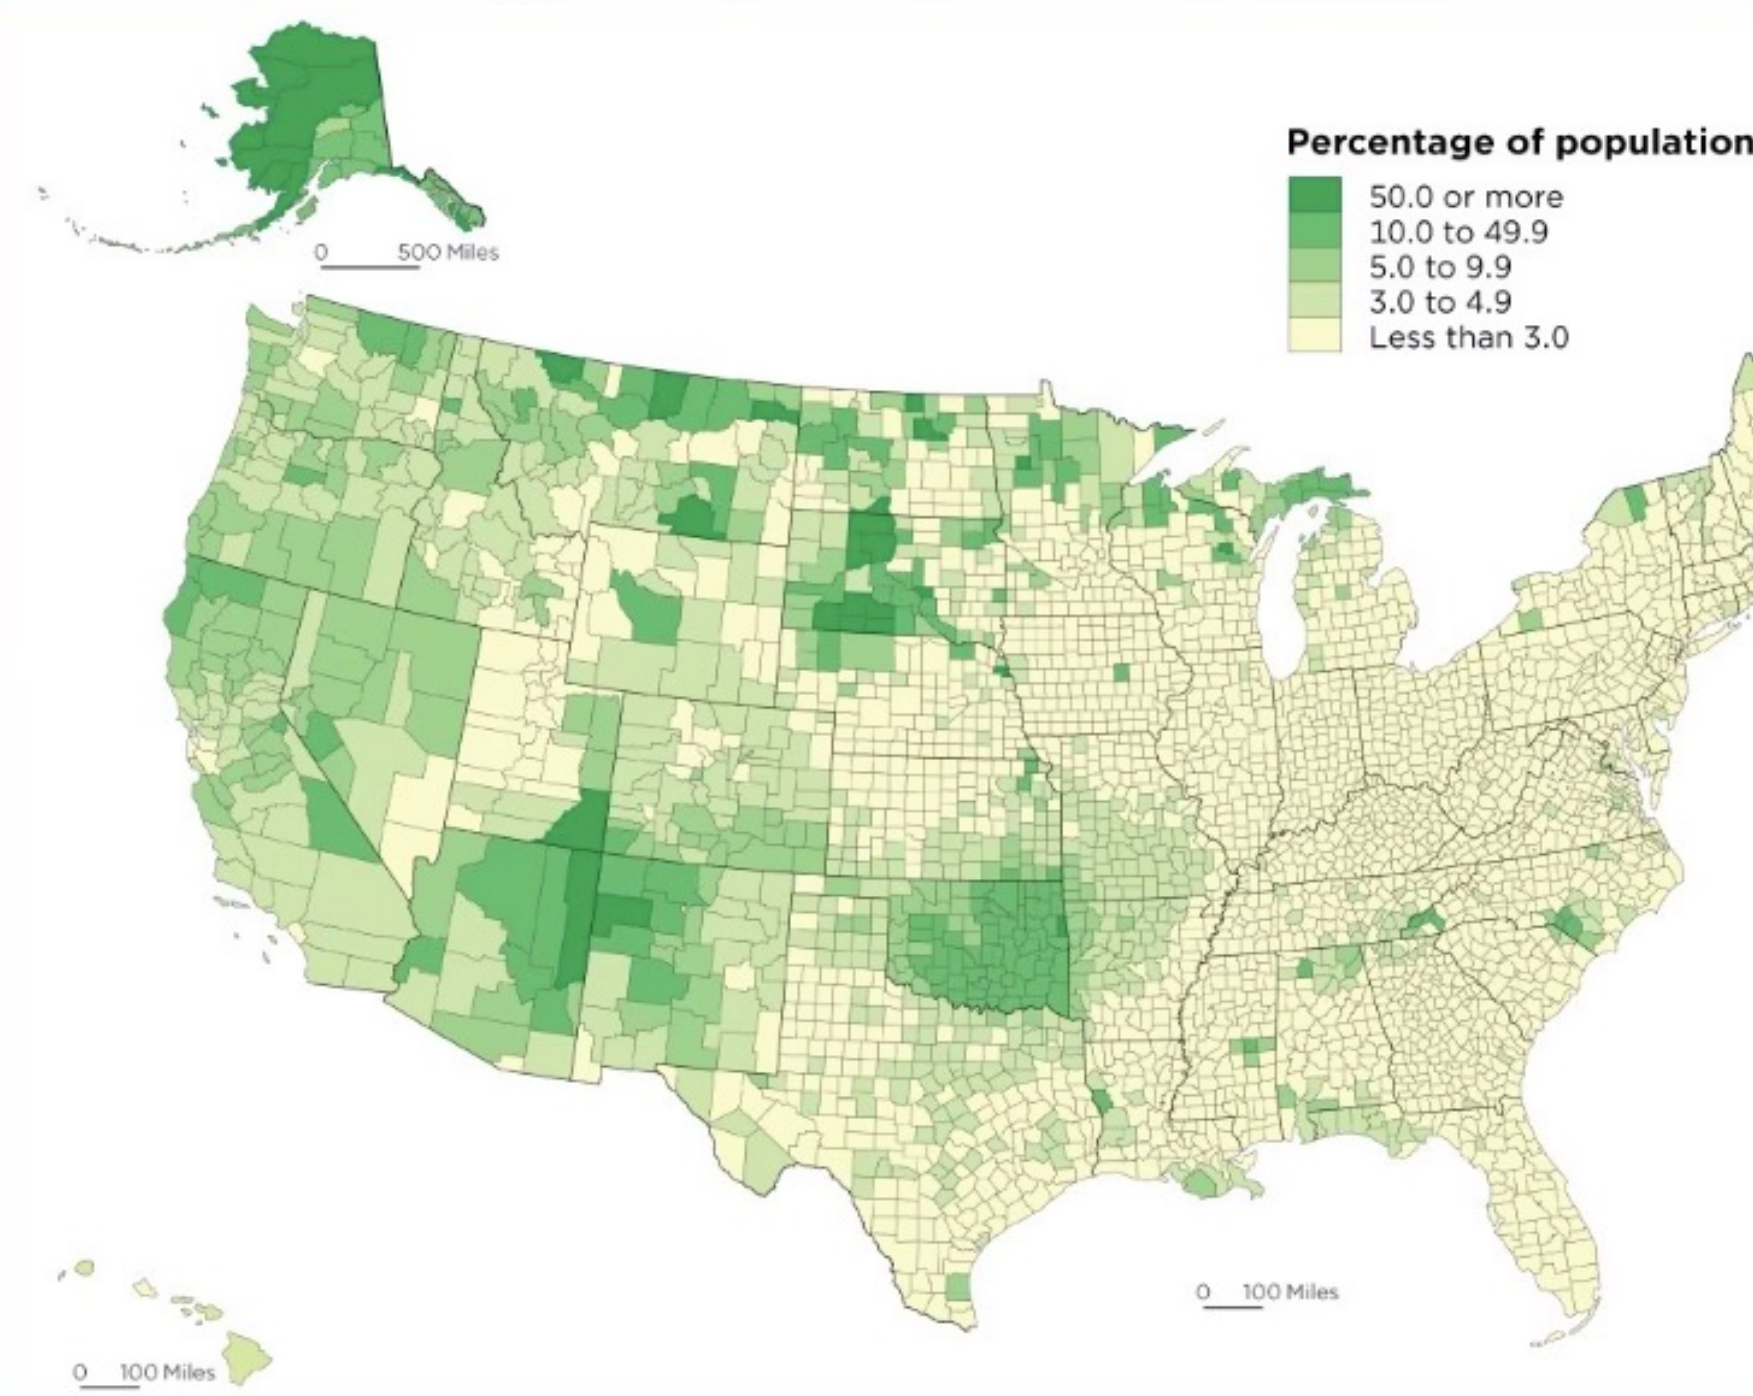 Percentage of population
50.0 or more
10.0 to 49.9
5.0 to 9.9
3.0 to 4.9
Less than 3.0
0 500 Miles
0 100 Miles
0 100 Miles